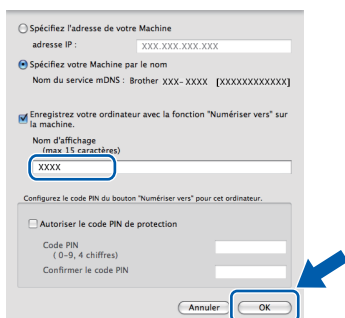 Spécifiez l'adresse de votre Machine
adresse IP : XXX.XXX.XXX.XXX
Spécifiez votre Machine par le nom
Nom du service mDNS : Brother XXX-XXXX [XXXXXXXXXXXX]
Enregistrez votre ordinateur avec la fonction "Numériser vers" sur
la machine.
Nom d'affichage
(max 15 caractères)
XXXX
Configurez le code PIN du bouton "Numériser vers" pour cet ordinateur.
Autoriser le code PIN de protection
Code PIN
( 0-9, 4 chiffres)
Confirmer le code PIN
Annuler OK